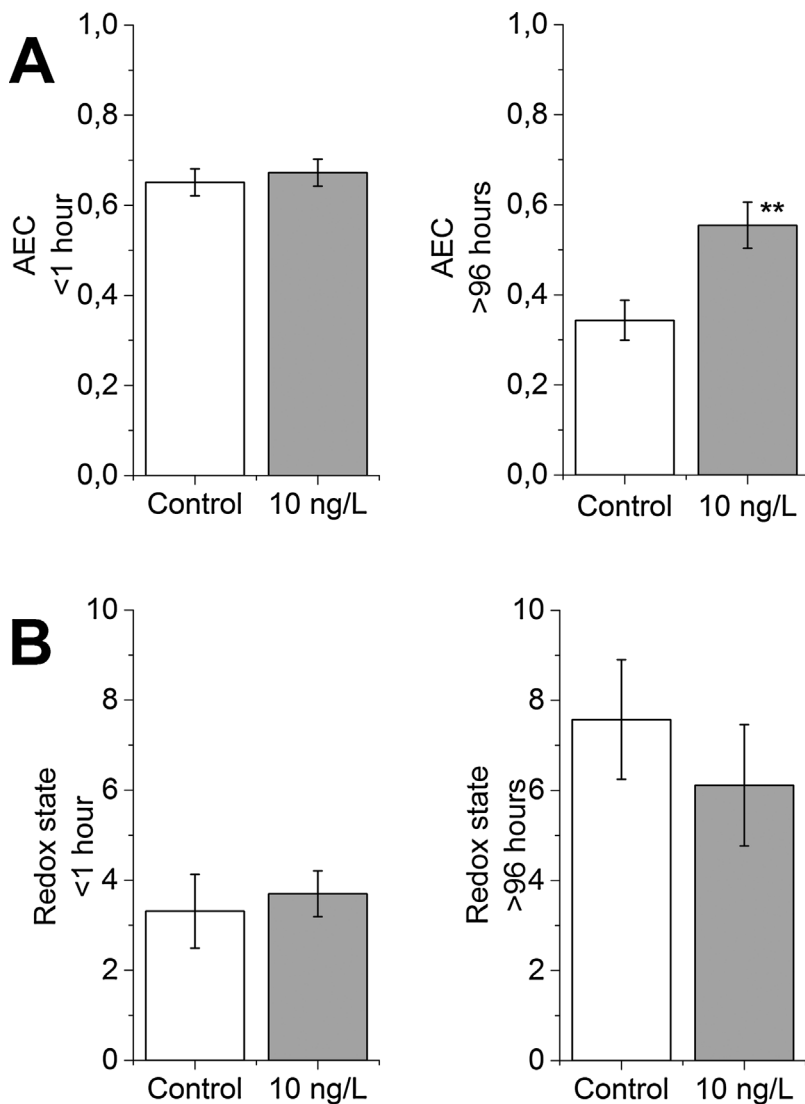 A
AEC
<1 hour
1,0
0,8
0,6
0,4
0,2
0,0
Control
10 ng/L
AEC
>96 hours
1,0
0,8
0,6
0,4
0,2
0,0
**
Control
10 ng/L
B
Redox state
<1 hour
10
8
6
4
2
0
Control
10 ng/L
Redox state
>96 hours
10
8
6
4
2
0
Control
10 ng/L